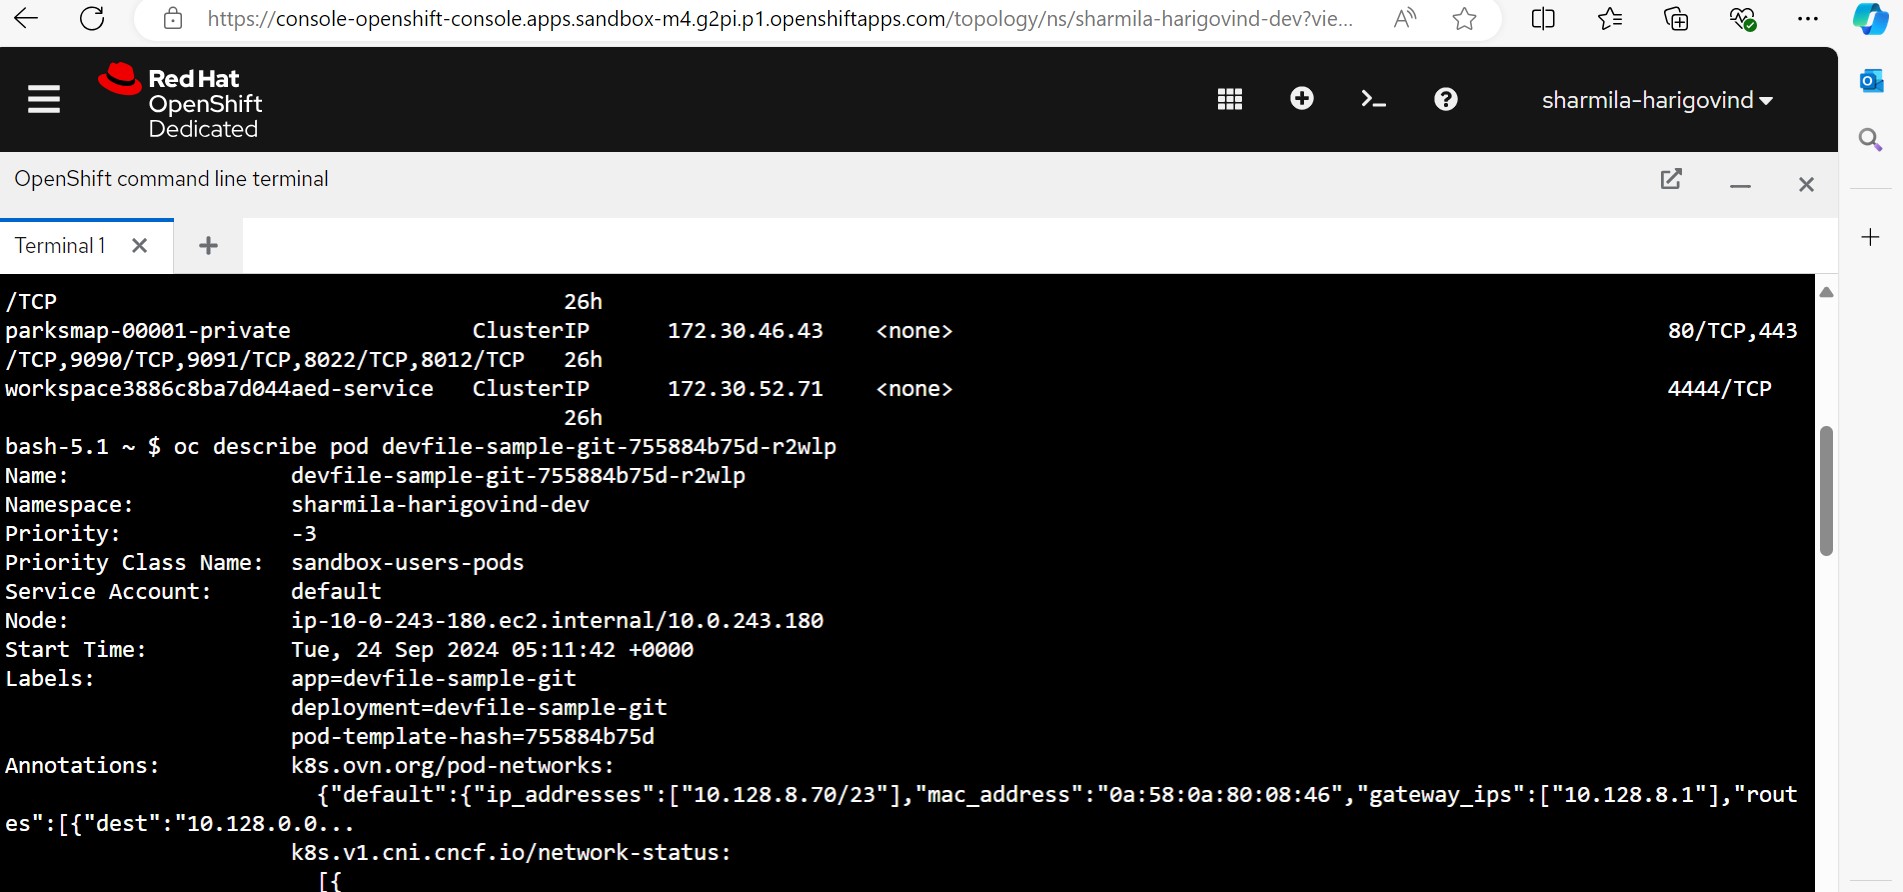 https://console-openshift-console.apps.sandbox-m4.g2pi.p1.openshiftapps.com/topology/ns/sharmila-harigovind-dev?vie...
Red Hat
OpenShift
Dedicated
sharmila-harigovind
OpenShift command line terminal
Terminal 1
/TCP 26h
parksmap-00001-private ClusterIP 172.30.46.43 <none> 80/TCP,443
/TCP,9090/TCP,9091/TCP,8022/TCP,8012/TCP 26h
workspace3886c8ba7d044aed-service ClusterIP 172.30.52.71 <none> 4444/TCP
26h
bash-5.1 ~ $ oc describe pod devfile-sample-git-755884b75d-r2wlp
Name: devfile-sample-git-755884b75d-r2wlp
Namespace: sharmila-harigovind-dev
Priority: -3
Priority Class Name: sandbox-users-pods
Service Account: default
Node: ip-10-0-243-180.ec2.internal/10.0.243.180
Start Time: Tue, 24 Sep 2024 05:11:42 +0000
Labels: app=devfile-sample-git
deployment=devfile-sample-git
pod-template-hash=755884b75d
Annotations: k8s.ovn.org/pod-networks:
{"default":{"ip_addresses":["10.128.8.70/23"],"mac_address":"0a:58:0a:80:08:46","gateway_ips":["10.128.8.1"],"rout
es":[{"dest":"10.128.0.0...
k8s.v1.cni.cncf.io/network-status:
[{